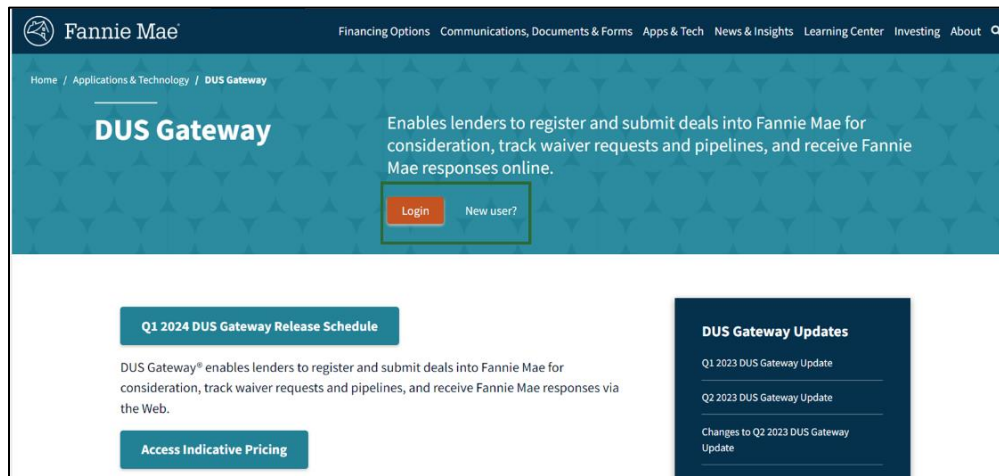 Fannie Mae®
Financing Options Communications, Documents & Forms Apps & Tech News & Insights Learning Center Investing About
Home / Applications & Technology / DUS Gateway
DUS Gateway
Enables lenders to register and submit deals into Fannie Mae for
consideration, track waiver requests and pipelines, and receive Fannie
Mae responses online.
Login New user?
Q1 2024 DUS Gateway Release Schedule
DUS Gateway® enables lenders to register and submit deals into Fannie Mae for
consideration, track waiver requests and pipelines, and receive Fannie Mae responses via
the Web.
Access Indicative Pricing
DUS Gateway Updates
Q1 2023 DUS Gateway Update
Q2 2023 DUS Gateway Update
Changes to Q2 2023 DUS Gateway
Update